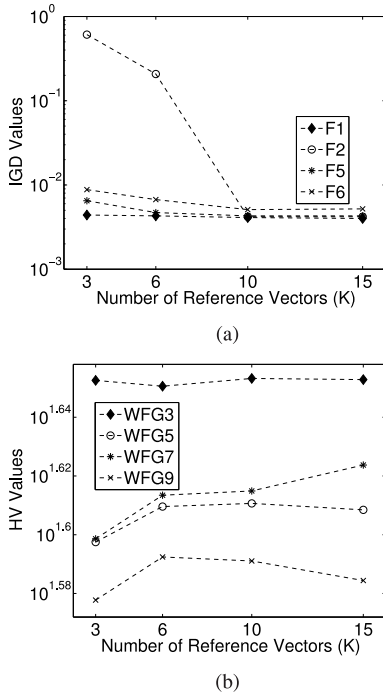 10^0
10^-1
10^-2
10^-3
IGD Values
F1
F2
F5
F6
3 6 10 15
Number of Reference Vectors (K)
(a)
10^1.64
10^1.62
10^1.6
10^1.58
HV Values
WFG3
WFG5
WFG7
WFG9
3 6 10 15
Number of Reference Vectors (K)
(b)